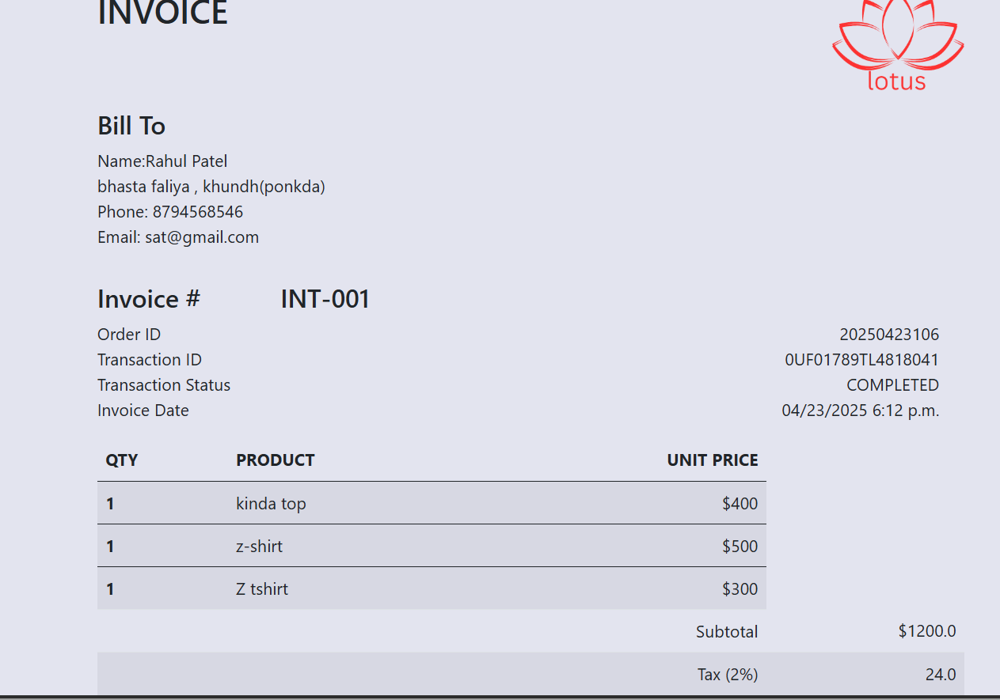 INVOICE
lotus
Bill To
Name:Rahul Patel
bhasta faliya , khundh(ponkda)
Phone: 8794568546
Email: sat@gmail.com
Invoice # INT-001
Order ID 20250423106
Transaction ID 0UF01789TL4818041
Transaction Status COMPLETED
Invoice Date 04/23/2025 6:12 p.m.
QTY PRODUCT UNIT PRICE
1 kinda top $400
1 z-shirt $500
1 Z tshirt $300
Subtotal $1200.0
Tax (2%) 24.0